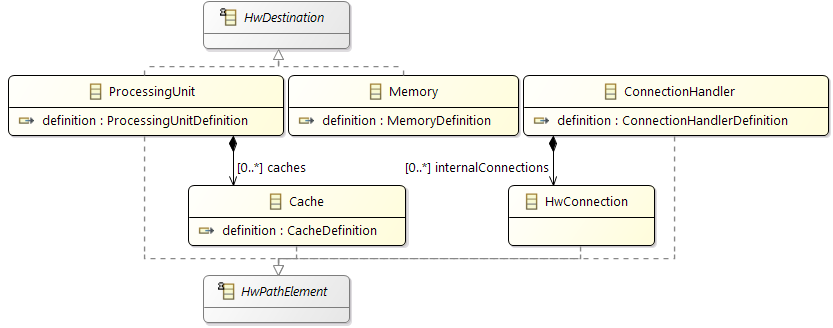 HwDestination
ProcessingUnit
definition : ProcessingUnitDefinition
Memory
definition : MemoryDefinition
ConnectionHandler
definition : ConnectionHandlerDefinition
[0..*] caches
[0..*] internalConnections
Cache
definition : CacheDefinition
HwConnection
HwPathElement